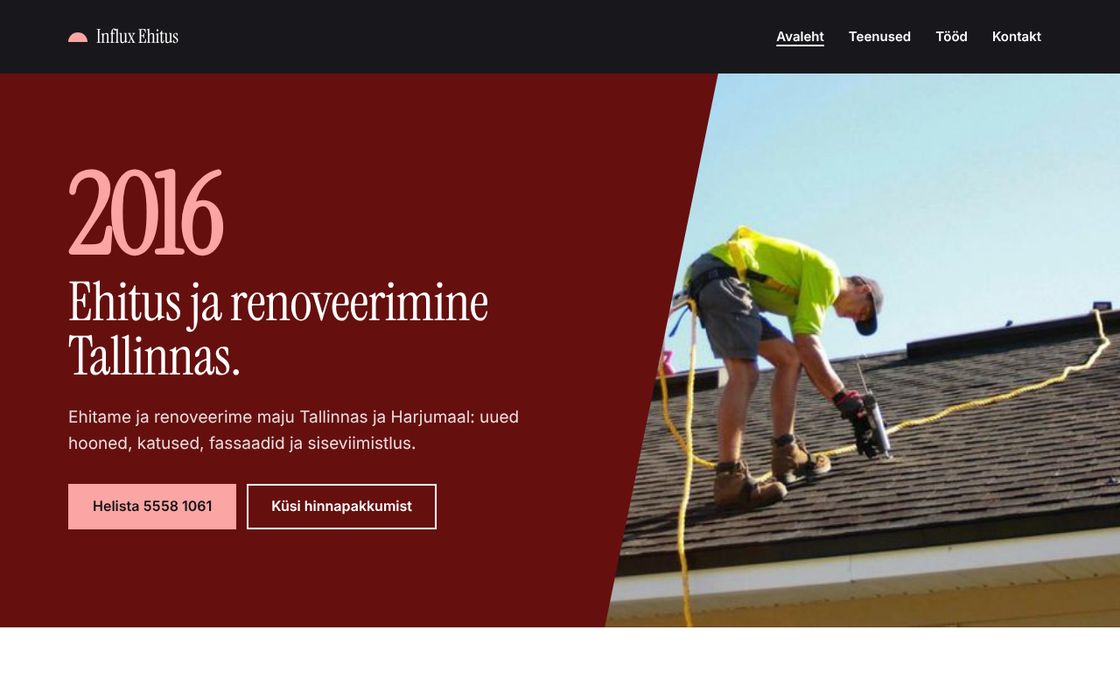 Influx Ehitus
Avaleht Teenused Tööd Kontakt
2016
Ehitus ja renoveerimine
Tallinnas.
Ehitame ja renoveerime maju Tallinnas ja Harjumaal: uued
hooned, katused, fassaadid ja siseviimistlus.
Helista 5558 1061 Küsi hinnapakkumist